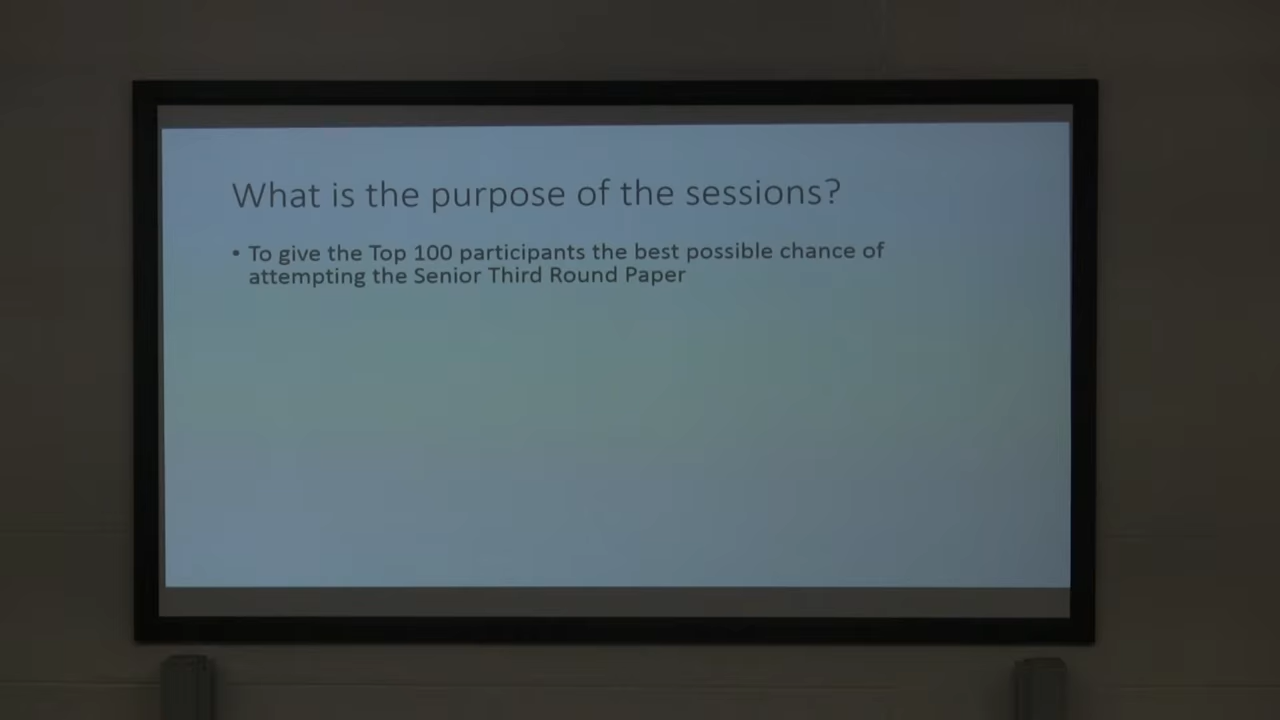 What is the purpose of the sessions?
• To give the Top 100 participants the best possible chance of
attempting the Senior Third Round Paper